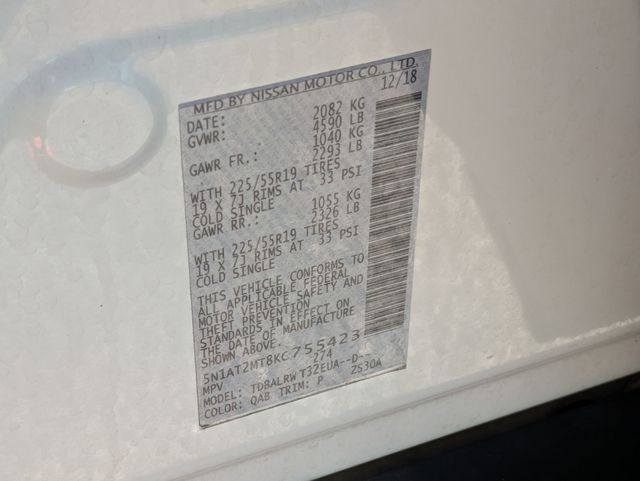 MFD BY NISSAN MOTOR CO., LTD.
DATE: 12/18
GVWR: 2082 KG
4590 LB
GAWR FR.: 1040 KG
2293 LB
WITH 225/55R19 TIRES
19 X 7J RIMS AT 33 PSI
COLD SINGLE
GAWR RR.: 1055 KG
2326 LB
WITH 225/55R19 TIRES
19 X 7J RIMS AT 33 PSI
COLD SINGLE
THIS VEHICLE CONFORMS TO
ALL APPLICABLE FEDERAL
MOTOR VEHICLE SAFETY AND
THEFT PREVENTION
STANDARDS IN EFFECT ON
THE DATE OF MANUFACTURE
SHOWN ABOVE.
5N1AT2MT8KC755423
MPV 274
MODEL: TDBALRWT32EUA--D--
COLOR: QAB TRIM: P 2S30A